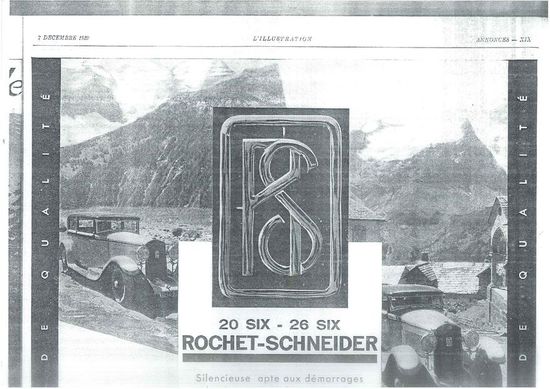 7 DECEMBRE 1929
L'ILLUSTRATION
ANNONCES — XIX
DE QUALITÉ
RS
DE QUALITÉ
20 SIX - 26 SIX
ROCHET-SCHNEIDER
Silencieuse apte aux démarrages